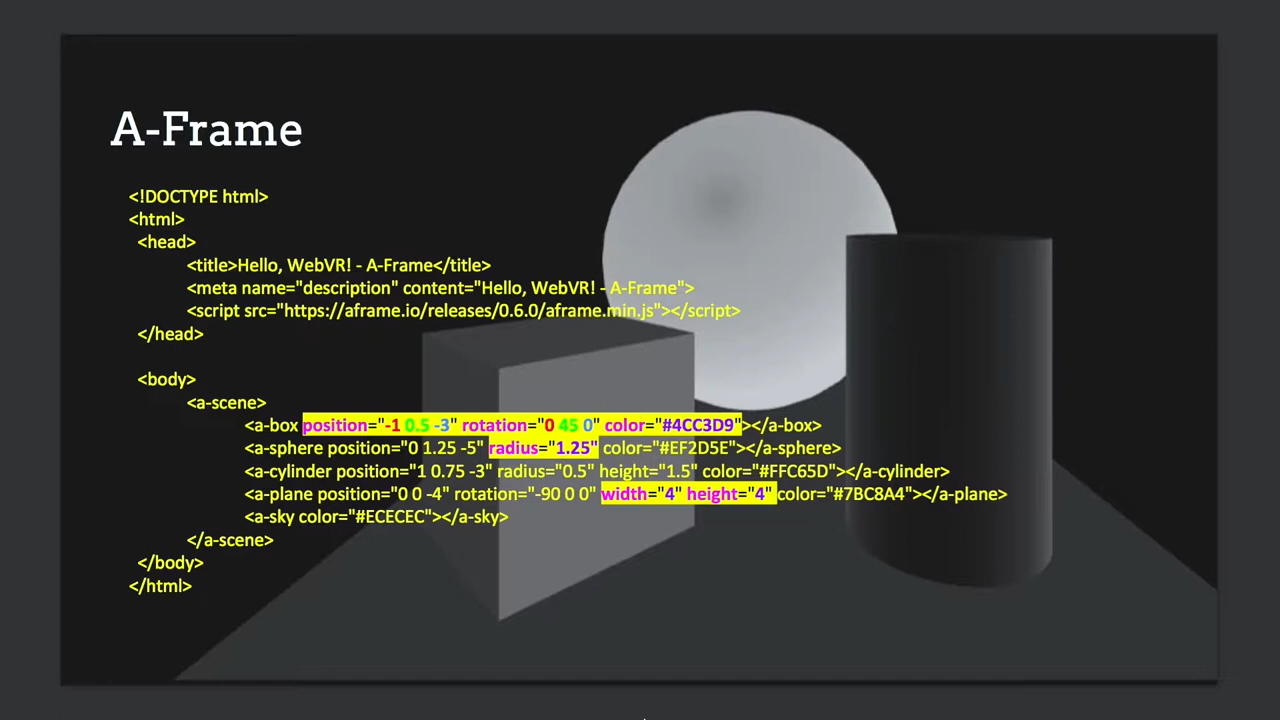 A-Frame
<!DOCTYPE html>
<html>
<head>
<title>Hello, WebVR! - A-Frame</title>
<meta name="description" content="Hello, WebVR! - A-Frame">
<script src="https://aframe.io/releases/0.6.0/aframe.min.js"></script>
</head>
<body>
<a-scene>
<a-box position="-1 0.5 -3" rotation="0 45 0" color="#4CC3D9"></a-box>
<a-sphere position="0 1.25 -5" radius="1.25" color="#EF2D5E"></a-sphere>
<a-cylinder position="1 0.75 -3" radius="0.5" height="1.5" color="#FFC65D"></a-cylinder>
<a-plane position="0 0 -4" rotation="-90 0 0" width="4" height="4" color="#7BC8A4"></a-plane>
<a-sky color="#ECECEC"></a-sky>
</a-scene>
</body>
</html>